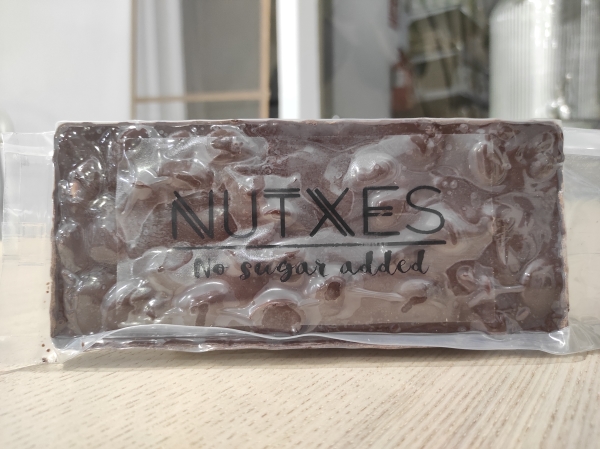 NUTXES
No sugar added